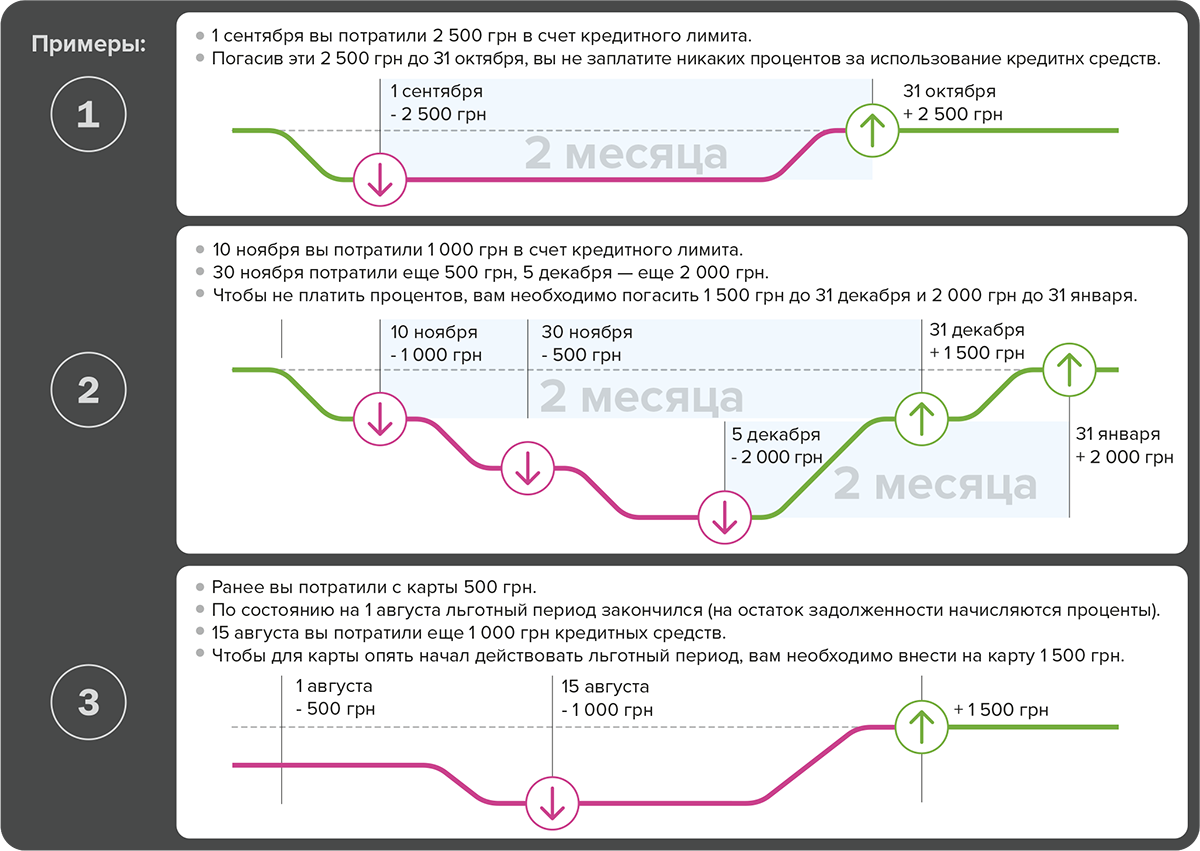 Примеры:
1
• 1 сентября вы потратили 2 500 грн в счет кредитного лимита.
• Погасив эти 2 500 грн до 31 октября, вы не заплатите никаких процентов за использование кредитнх средств.
1 сентября
- 2 500 грн
31 октября
+ 2 500 грн
2 месяца
2
• 10 ноября вы потратили 1 000 грн в счет кредитного лимита.
• 30 ноября потратили еще 500 грн, 5 декабря — еще 2 000 грн.
• Чтобы не платить процентов, вам необходимо погасить 1 500 грн до 31 декабря и 2 000 грн до 31 января.
10 ноября
- 1 000 грн
30 ноября
- 500 грн
31 декабря
+ 1 500 грн
2 месяца
5 декабря
- 2 000 грн
31 января
+ 2 000 грн
2 месяца
3
• Ранее вы потратили с карты 500 грн.
• По состоянию на 1 августа льготный период закончился (на остаток задолженности начисляются проценты).
• 15 августа вы потратили еще 1 000 грн кредитных средств.
• Чтобы для карты опять начал действовать льготный период, вам необходимо внести на карту 1 500 грн.
1 августа
- 500 грн
15 августа
- 1 000 грн
+ 1 500 грн